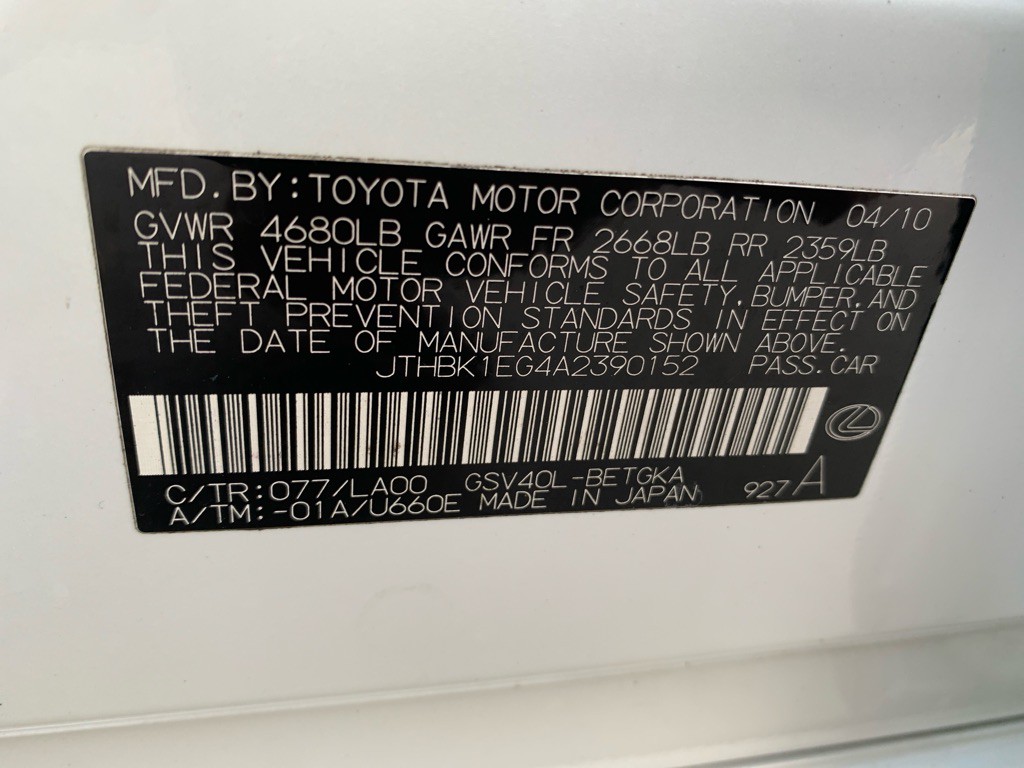 MFD. BY: TOYOTA MOTOR CORPORATION 04/10
GVWR 4680LB GAWR FR 2668LB RR 2359LB
THIS VEHICLE CONFORMS TO ALL APPLICABLE
FEDERAL MOTOR VEHICLE SAFETY, BUMPER, AND
THEFT PREVENTION STANDARDS IN EFFECT ON
THE DATE OF MANUFACTURE SHOWN ABOVE.
JTHBK1EG4A2390152 PASS. CAR
C/TR: 077/LA00 GSV40L-BETGKA
A/TM: -01A/U660E MADE IN JAPAN 927 A